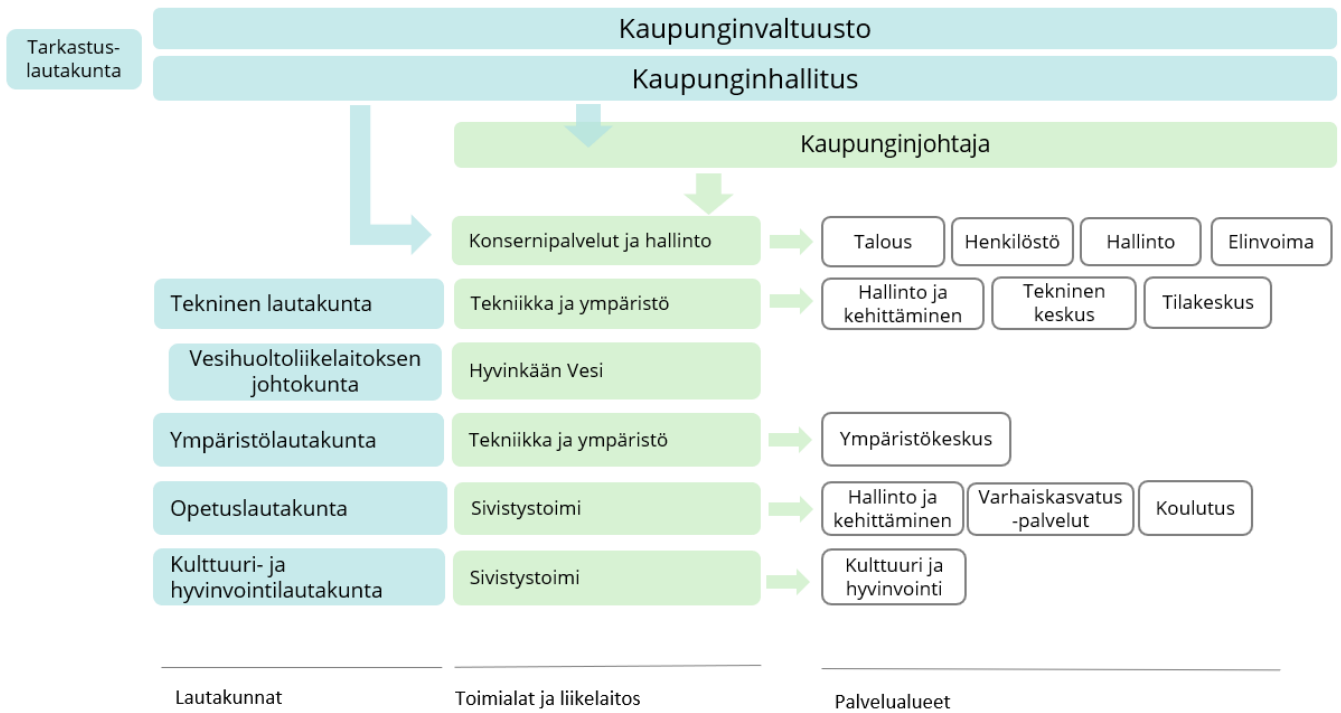 Kaupunginvaltuusto
Tarkastus-
lautakunta
Kaupunginhallitus
Kaupunginjohtaja
Konsernipalvelut ja hallinto
Talous
Henkilöstö
Hallinto
Elinvoima
Tekninen lautakunta
Tekniikka ja ympäristö
Hallinto ja
kehittäminen
Tekninen
keskus
Tilakeskus
Vesihuoltoliikelaitoksen
johtokunta
Hyvinkään Vesi
Ympäristölautakunta
Tekniikka ja ympäristö
Ympäristökeskus
Opetuslautakunta
Sivistystoimi
Hallinto ja
kehittäminen
Varhaiskasvatus
-palvelut
Koulutus
Kulttuuri- ja
hyvinvointilautakunta
Sivistystoimi
Kulttuuri ja
hyvinvointi
Lautakunnat
Toimialat ja liikelaitos
Palvelualueet